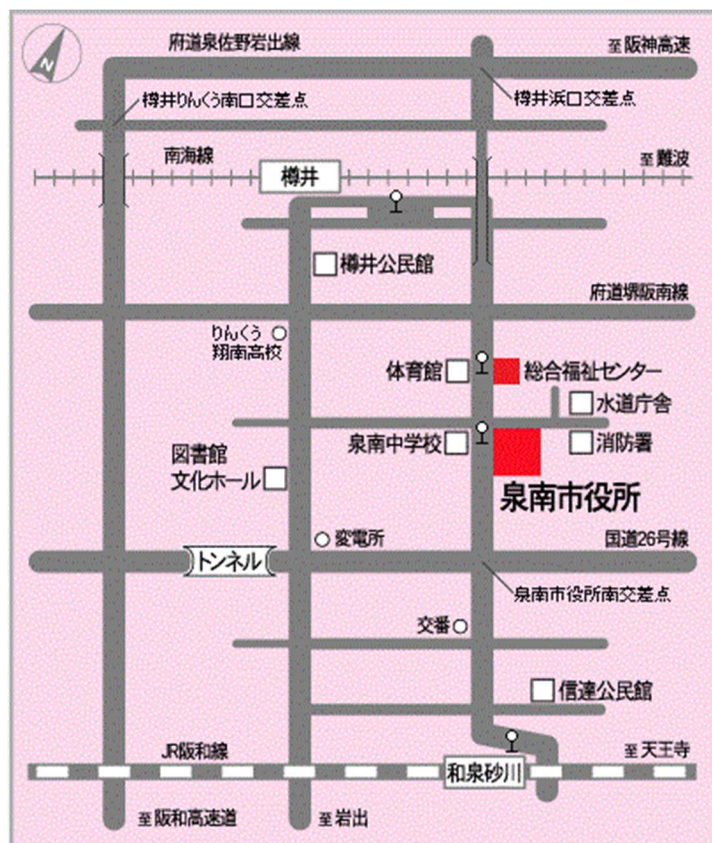 府道泉佐野岩出線
至阪神高速
N
樽井りんくう南口交差点
樽井浜口交差点
南海線
樽井
至難波
樽井公民館
府道堺阪南線
りんくう
翔南高校
体育館
総合福祉センター
水道庁舎
泉南中学校
消防署
図書館
文化ホール
泉南市役所
変電所
国道26号線
トンネル
泉南市役所南交差点
交番
信達公民館
JR阪和線
至天王寺
和泉砂川
至阪和高速道
至岩出